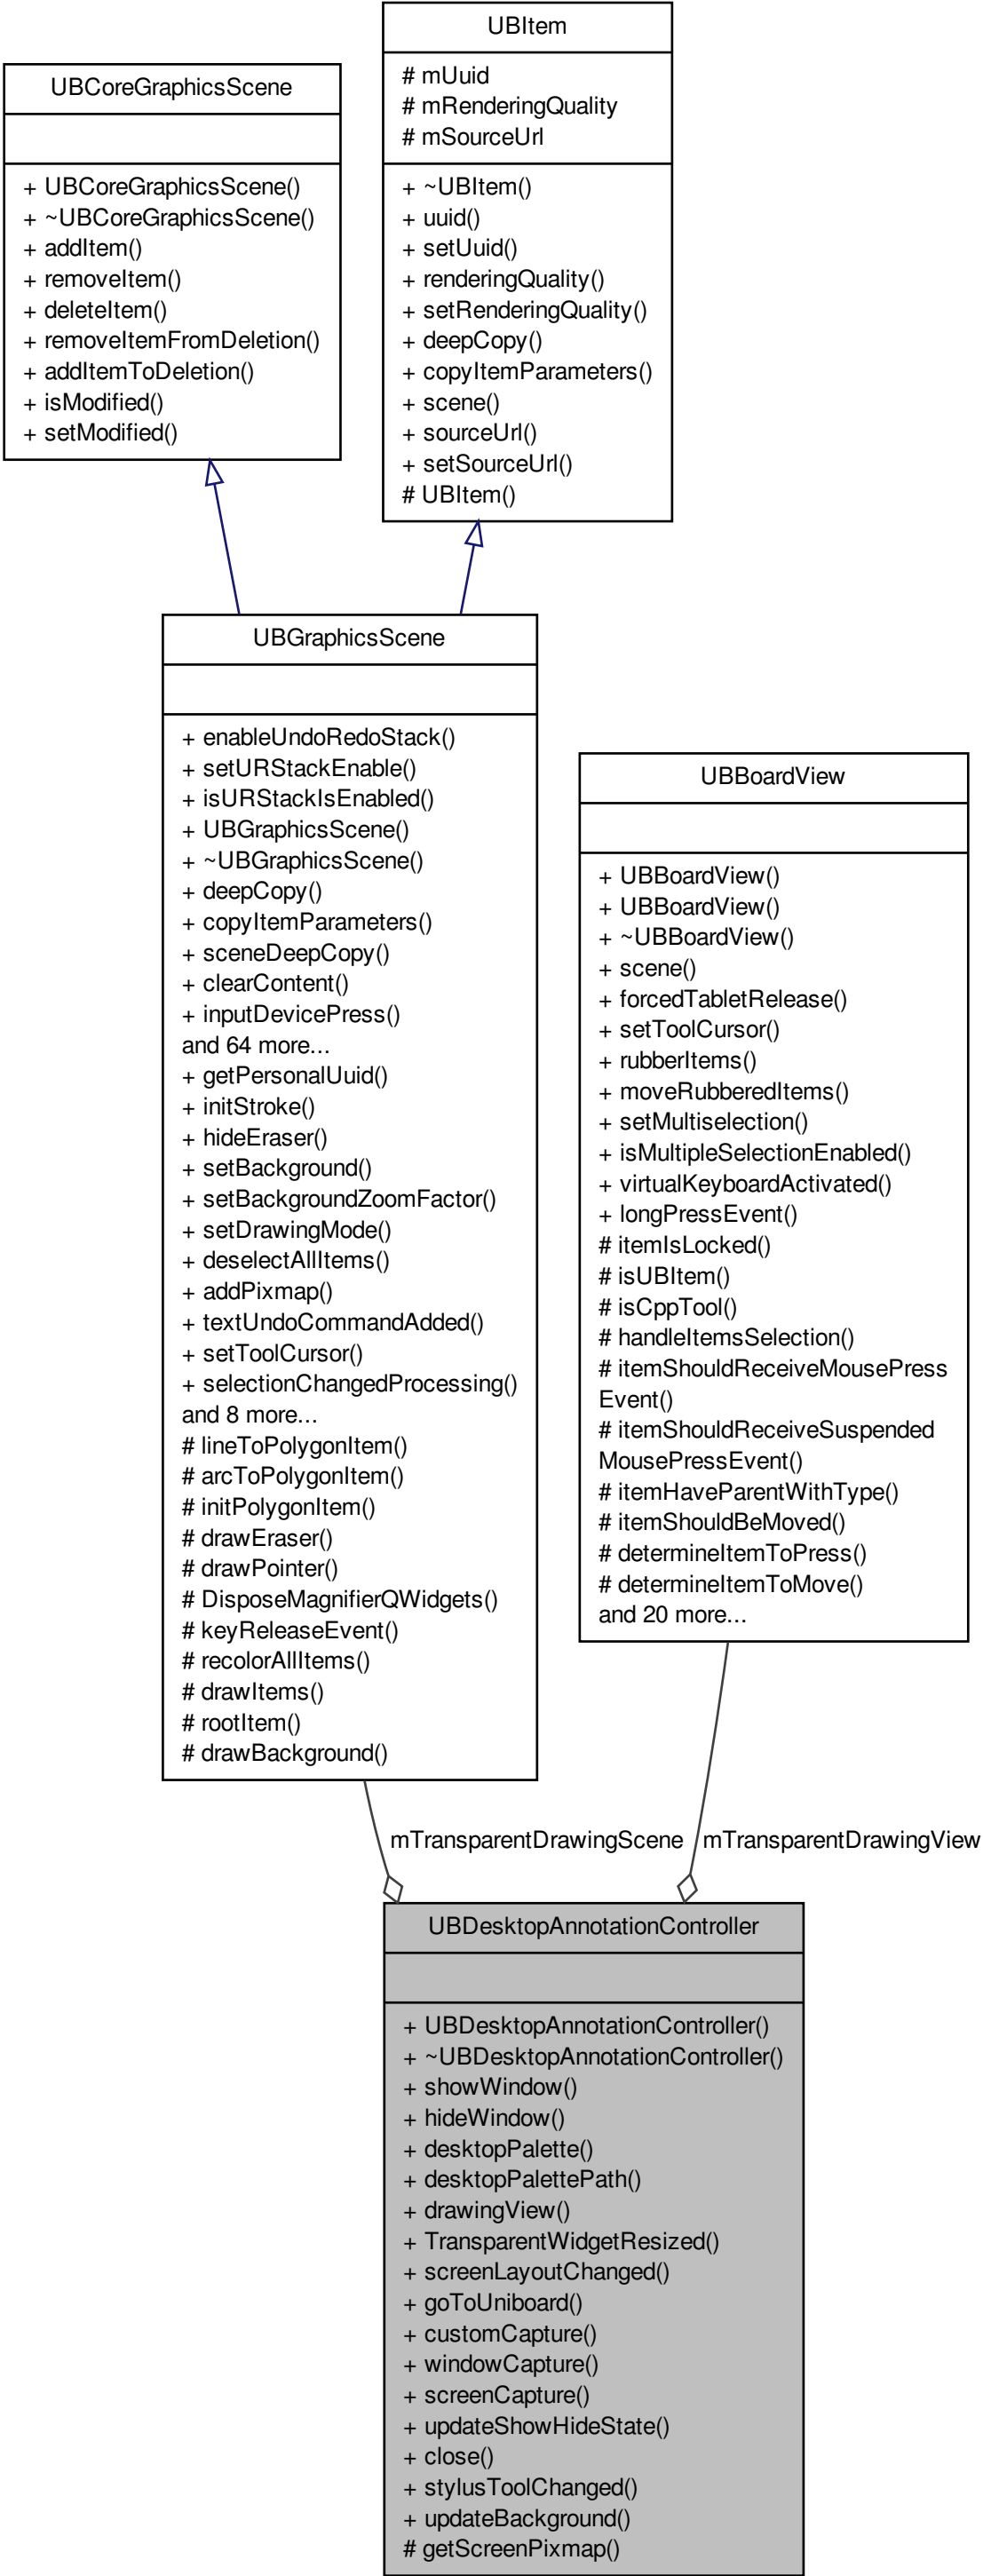 UBItem
# mUuid
# mRenderingQuality
# mSourceUrl
+ ~UBItem()
+ uuid()
+ setUuid()
+ renderingQuality()
+ setRenderingQuality()
+ deepCopy()
+ copyItemParameters()
+ scene()
+ sourceUrl()
+ setSourceUrl()
# UBItem()
UBCoreGraphicsScene
+ UBCoreGraphicsScene()
+ ~UBCoreGraphicsScene()
+ addItem()
+ removeItem()
+ deleteItem()
+ removeItemFromDeletion()
+ addItemToDeletion()
+ isModified()
+ setModified()
UBGraphicsScene
+ enableUndoRedoStack()
+ setURStackEnable()
+ isURStackIsEnabled()
+ UBGraphicsScene()
+ ~UBGraphicsScene()
+ deepCopy()
+ copyItemParameters()
+ sceneDeepCopy()
+ clearContent()
+ inputDevicePress()
and 64 more...
+ getPersonalUuid()
+ initStroke()
+ hideEraser()
+ setBackground()
+ setBackgroundZoomFactor()
+ setDrawingMode()
+ deselectAllItems()
+ addPixmap()
+ textUndoCommandAdded()
+ setToolCursor()
+ selectionChangedProcessing()
and 8 more...
# lineToPolygonItem()
# arcToPolygonItem()
# initPolygonItem()
# drawEraser()
# drawPointer()
# DisposeMagnifierQWidgets()
# keyReleaseEvent()
# recolorAllItems()
# drawItems()
# rootItem()
# drawBackground()
UBBoardView
+ UBBoardView()
+ UBBoardView()
+ ~UBBoardView()
+ scene()
+ forcedTabletRelease()
+ setToolCursor()
+ rubberItems()
+ moveRubberedItems()
+ setMultiselection()
+ isMultipleSelectionEnabled()
+ virtualKeyboardActivated()
+ longPressEvent()
# itemIsLocked()
# isUBItem()
# isCppTool()
# handleItemsSelection()
# itemShouldReceiveMousePress
Event()
# itemShouldReceiveSuspended
MousePressEvent()
# itemHaveParentWithType()
# itemShouldBeMoved()
# determineItemToPress()
# determineItemToMove()
and 20 more...
mTransparentDrawingScene
mTransparentDrawingView
UBDesktopAnnotationController
+ UBDesktopAnnotationController()
+ ~UBDesktopAnnotationController()
+ showWindow()
+ hideWindow()
+ desktopPalette()
+ desktopPalettePath()
+ drawingView()
+ TransparentWidgetResized()
+ screenLayoutChanged()
+ goToUniboard()
+ customCapture()
+ windowCapture()
+ screenCapture()
+ updateShowHideState()
+ close()
+ stylusToolChanged()
+ updateBackground()
# getScreenPixmap()